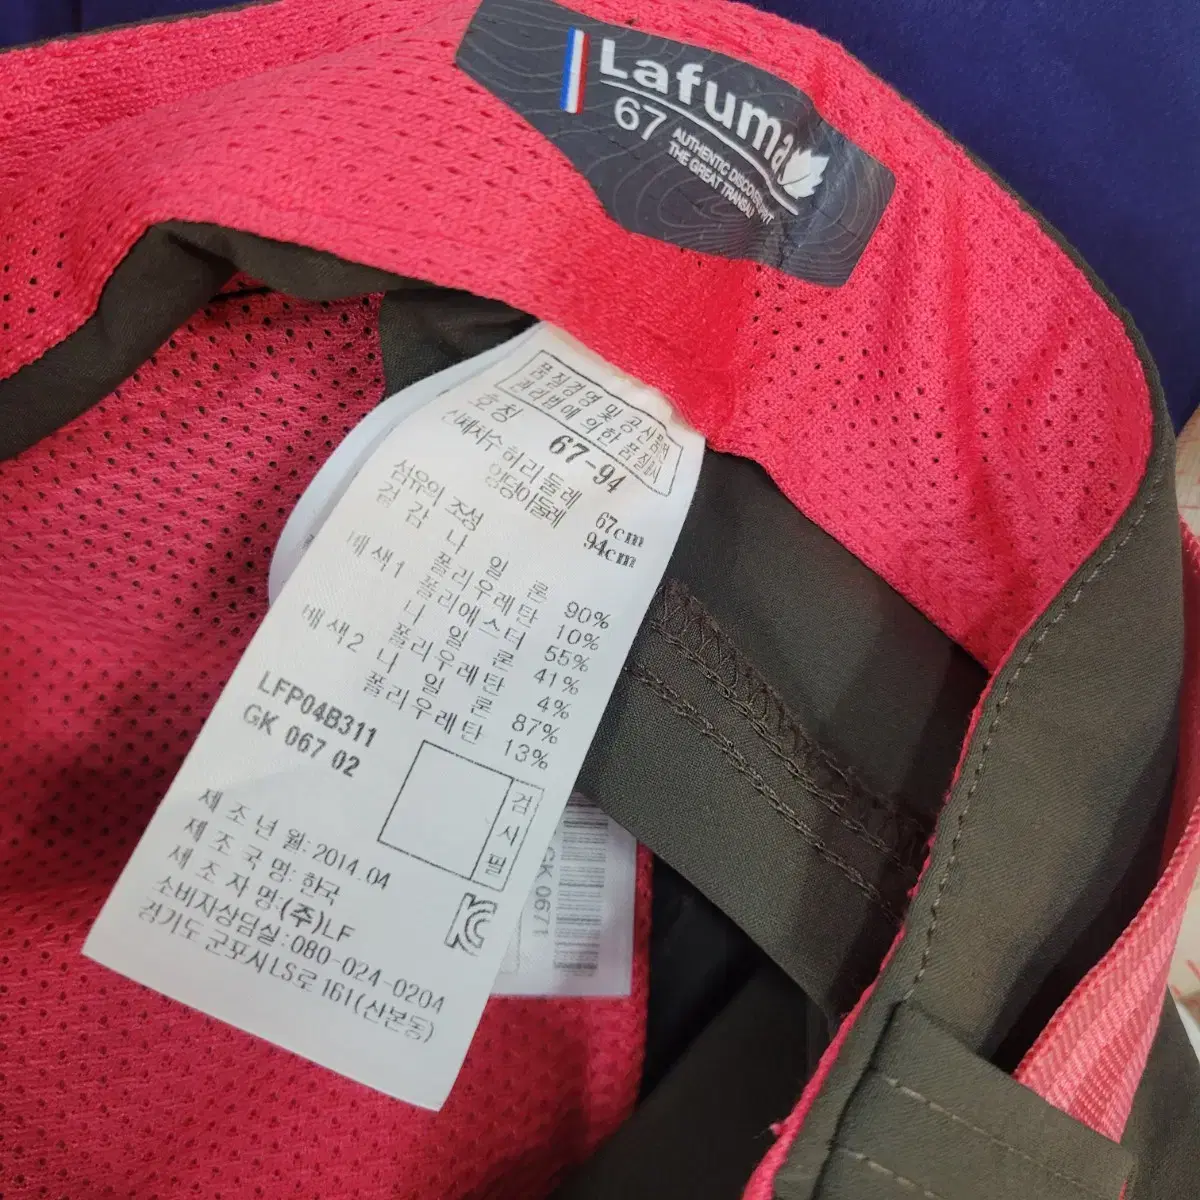 Lafuma
67
AUTHENTIC
THE GREAT
품질경영 및 공산품안전
관리법에 의한 품질표시
호칭 67-94
신체치수 허리둘레 67cm
엉덩이둘레 94cm
섬유의 조성
겉감 나일론 90%
폴리우레탄 10%
배색1 폴리에스터 55%
나일론 41%
폴리우레탄 4%
배색2 나일론 87%
폴리우레탄 13%
LFP04B311
GK 067 02
검사필
제조년월: 2014.04
제조국명: 한국
제조자명:(주)LF
소비자상담실:080-024-0204
경기도 군포시 LS로 161(산본동)
GK 0671